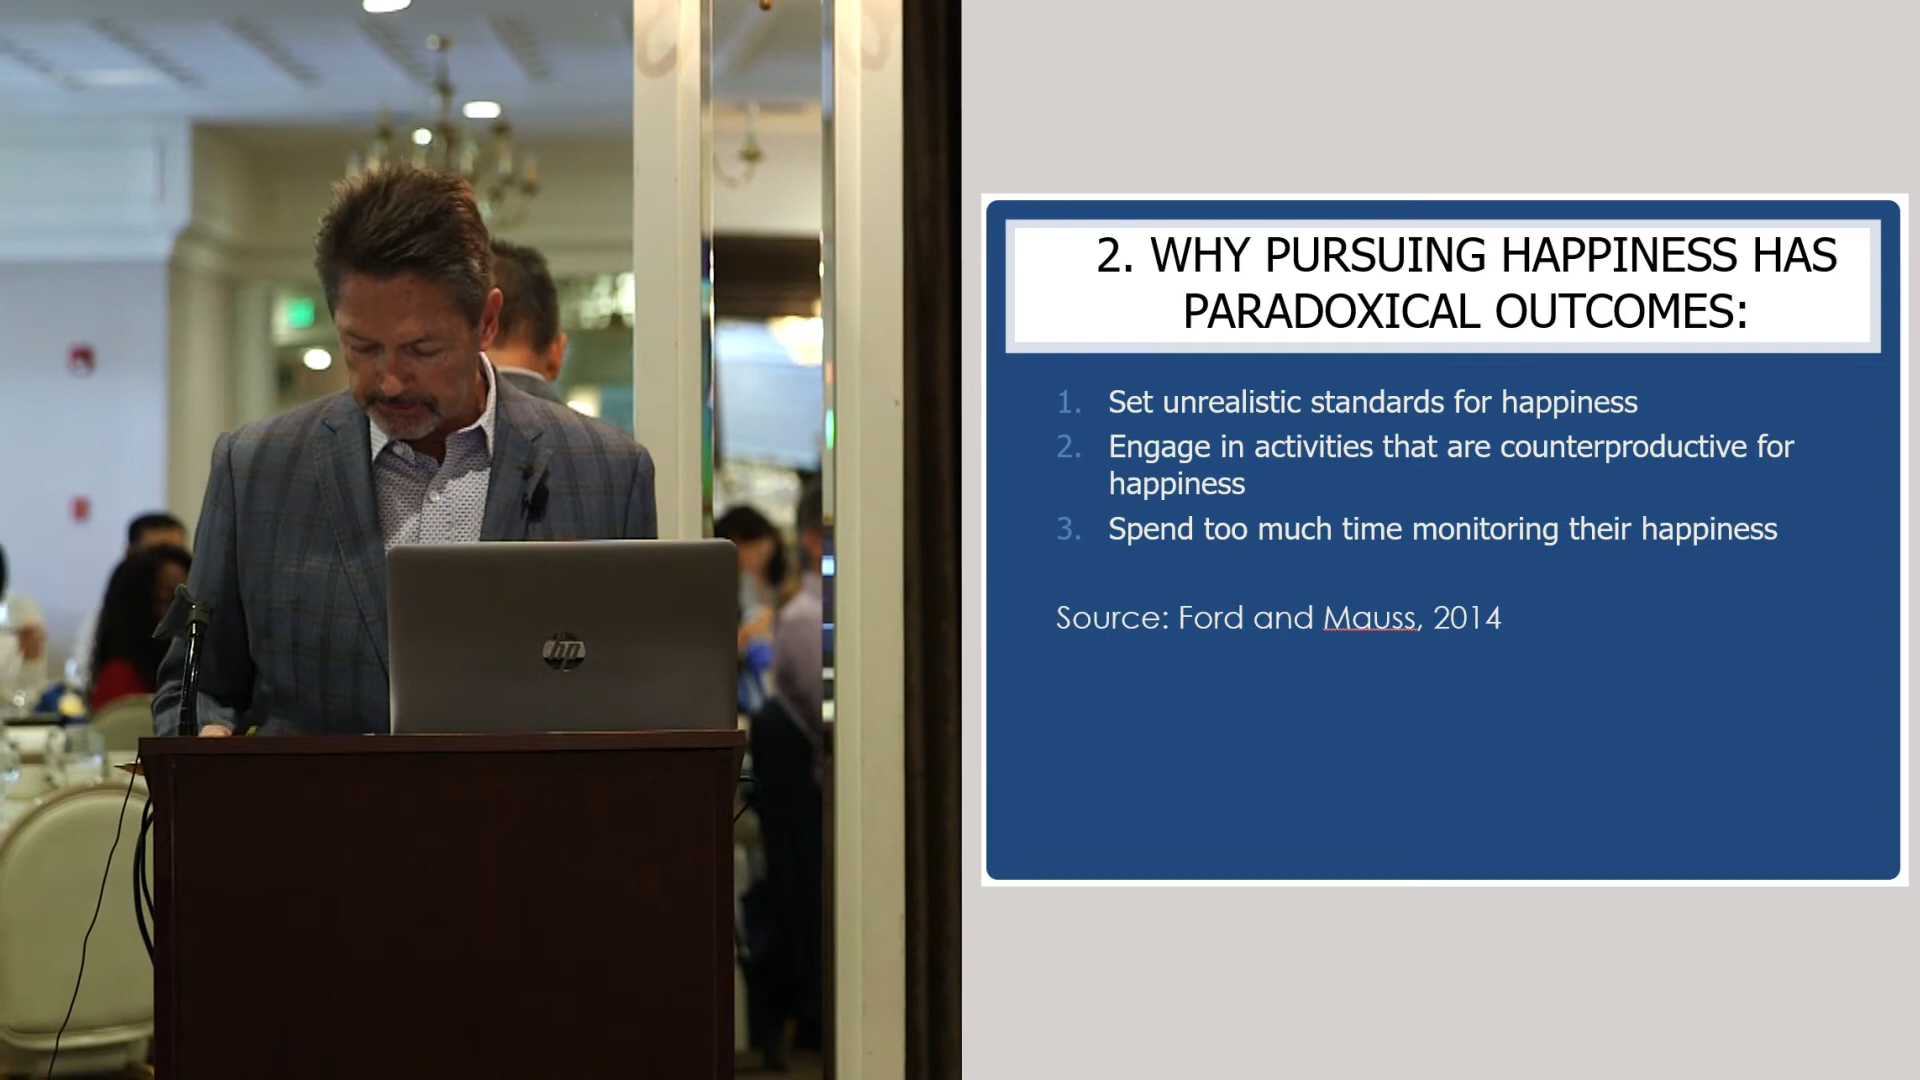 hp
2. WHY PURSUING HAPPINESS HAS
PARADOXICAL OUTCOMES:
1. Set unrealistic standards for happiness
2. Engage in activities that are counterproductive for
happiness
3. Spend too much time monitoring their happiness
Source: Ford and Mauss, 2014